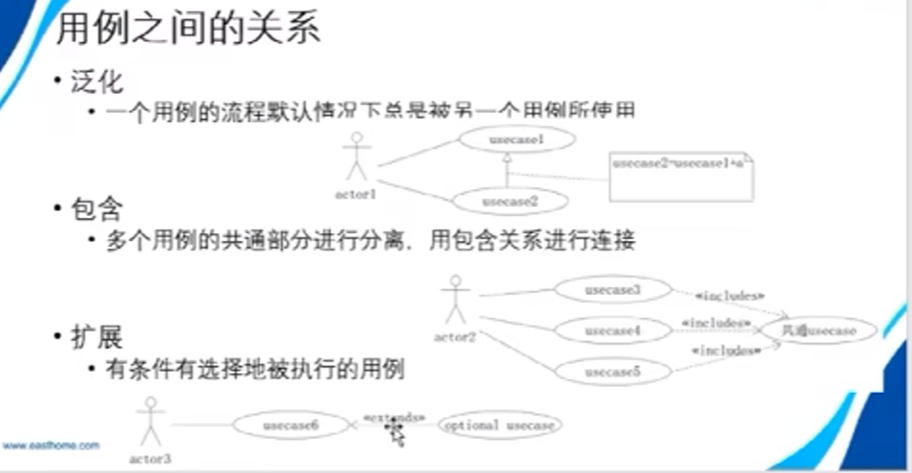 用例之间的关系
• 泛化
• 一个用例的流程默认情况下总是被另一个用例所使用
usecase1
usecase2=usecase1+a
actor1
usecase2
• 包含
• 多个用例的共通部分进行分离,用包含关系进行连接
usecase3
«includes»
actor2
usecase4
«includes»
共通usecase
«includes»
usecase5
• 扩展
• 有条件有选择地被执行的用例
usecase6
«extends»
optional usecase
actor3
www.easthome.com